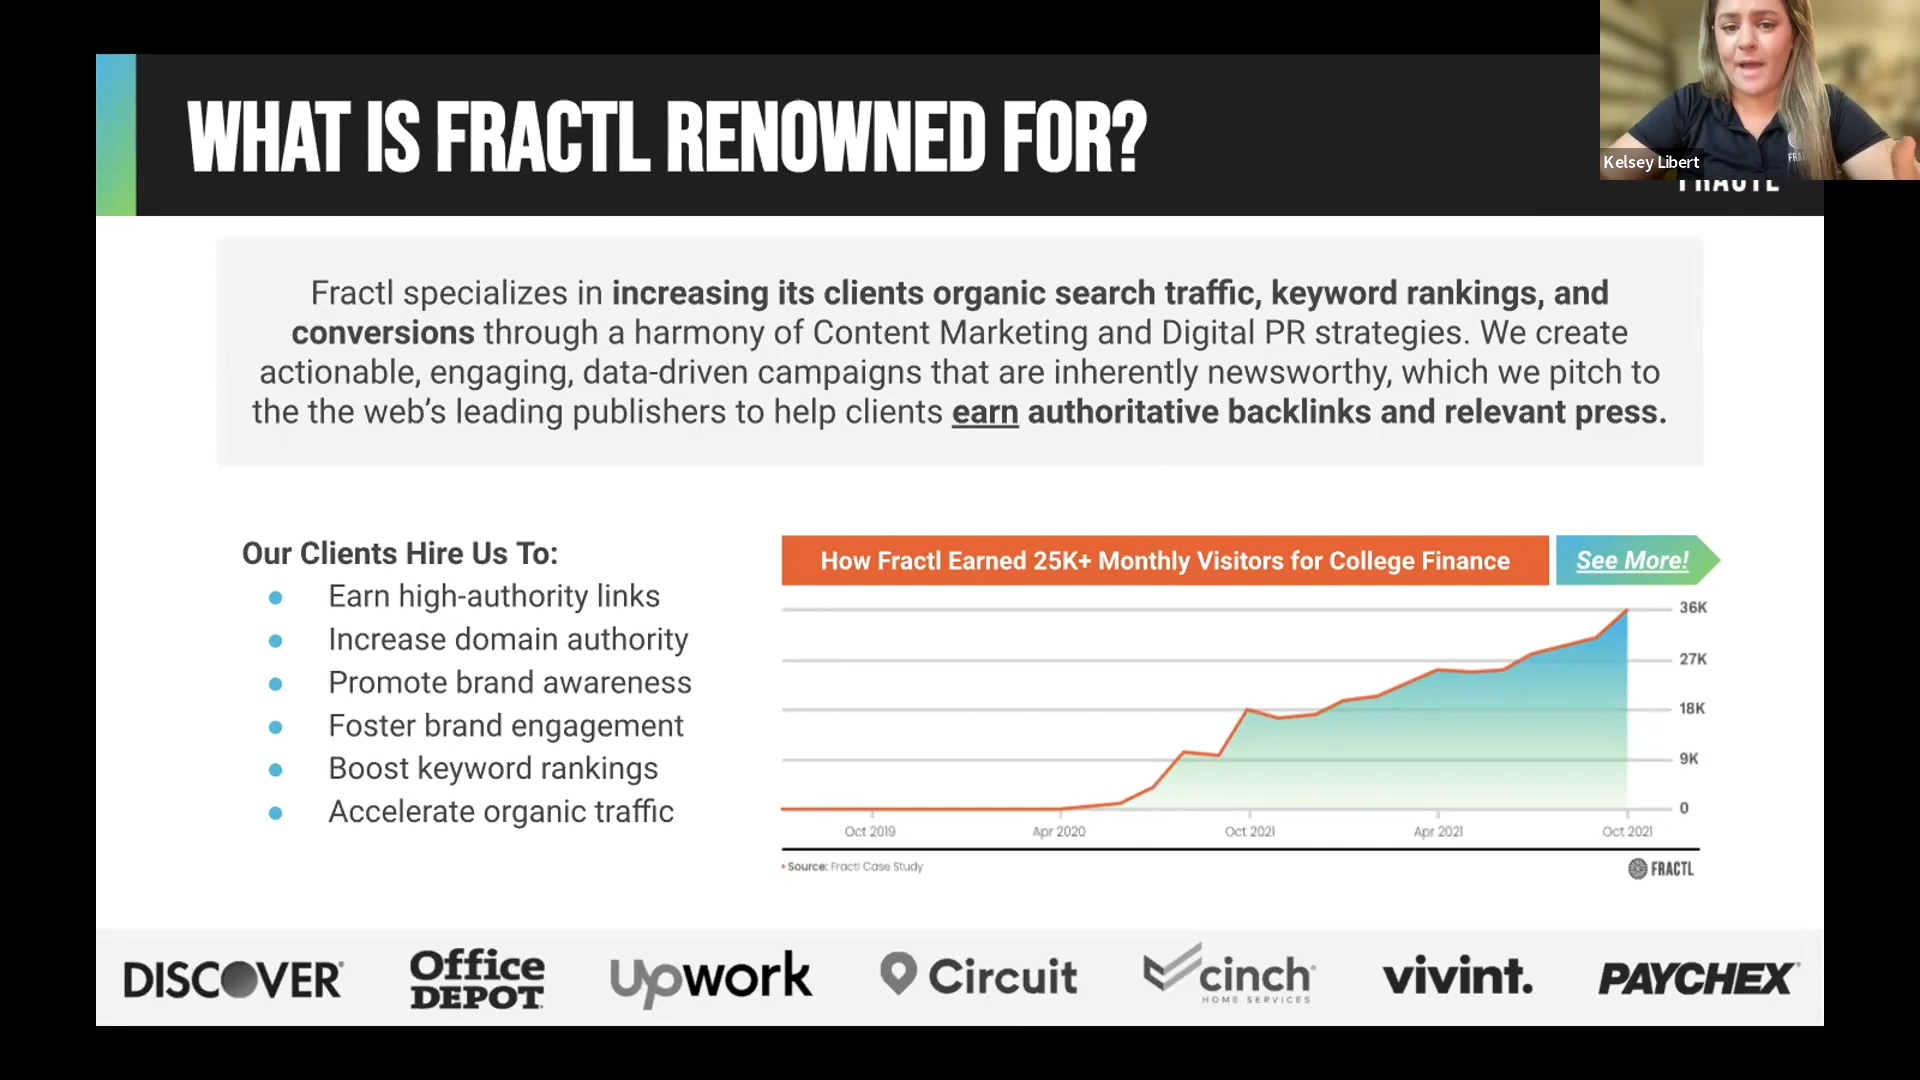 WHAT IS FRACTL RENOWNED FOR?
Kelsey Libert
FRACTL
Fractl specializes in increasing its clients organic search traffic, keyword rankings, and
conversions through a harmony of Content Marketing and Digital PR strategies. We create
actionable, engaging, data-driven campaigns that are inherently newsworthy, which we pitch to
the the web’s leading publishers to help clients earn authoritative backlinks and relevant press.
Our Clients Hire Us To:
● Earn high-authority links
● Increase domain authority
● Promote brand awareness
● Foster brand engagement
● Boost keyword rankings
● Accelerate organic traffic
How Fractl Earned 25K+ Monthly Visitors for College Finance
See More!
36K
27K
18K
9K
0
Oct 2019 Apr 2020 Oct 2021 Apr 2021 Oct 2021
• Source: Fractl Case Study
FRACTL
DISCOVER
Office
DEPOT
Upwork
Circuit
cinch
HOME SERVICES
vivint.
PAYCHEX